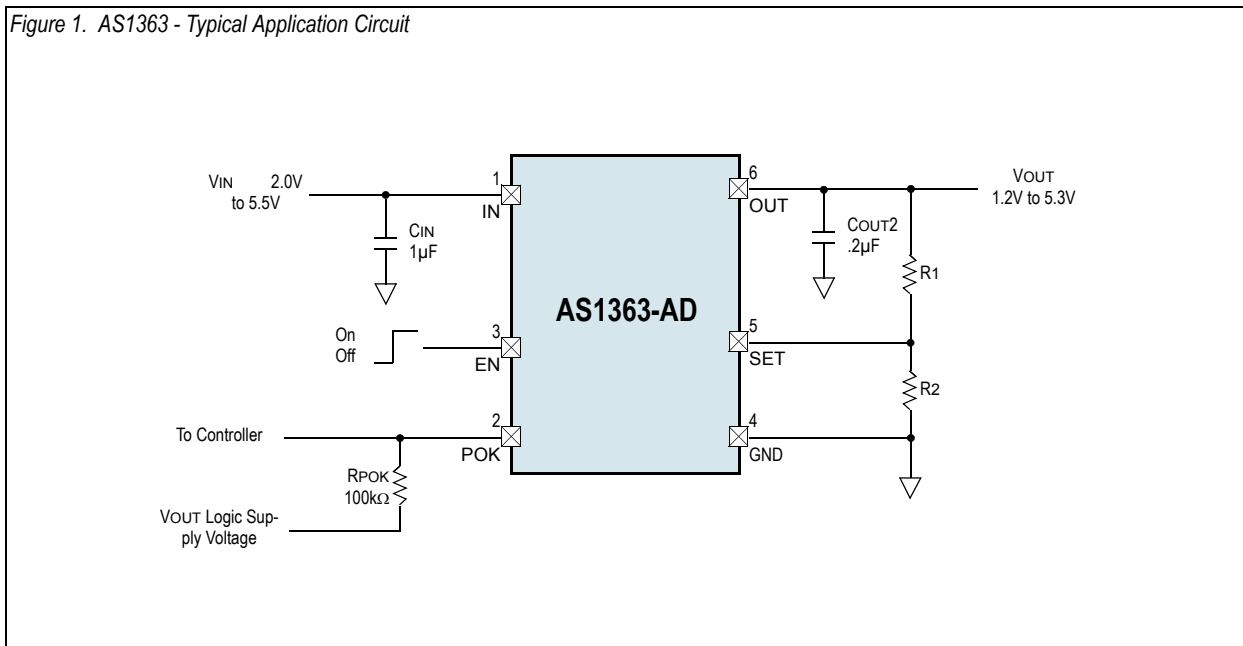 Figure 1. AS1363 - Typical Application Circuit
VIN 2.0V
to 5.5V
CIN
1µF
1
IN
On
Off
3
EN
To Controller
2
POK
RPOK
100kΩ
VOUT Logic Sup-
ply Voltage
AS1363-AD
6
OUT
COUT2
.2µF
VOUT
1.2V to 5.3V
R1
5
SET
R2
4
GND